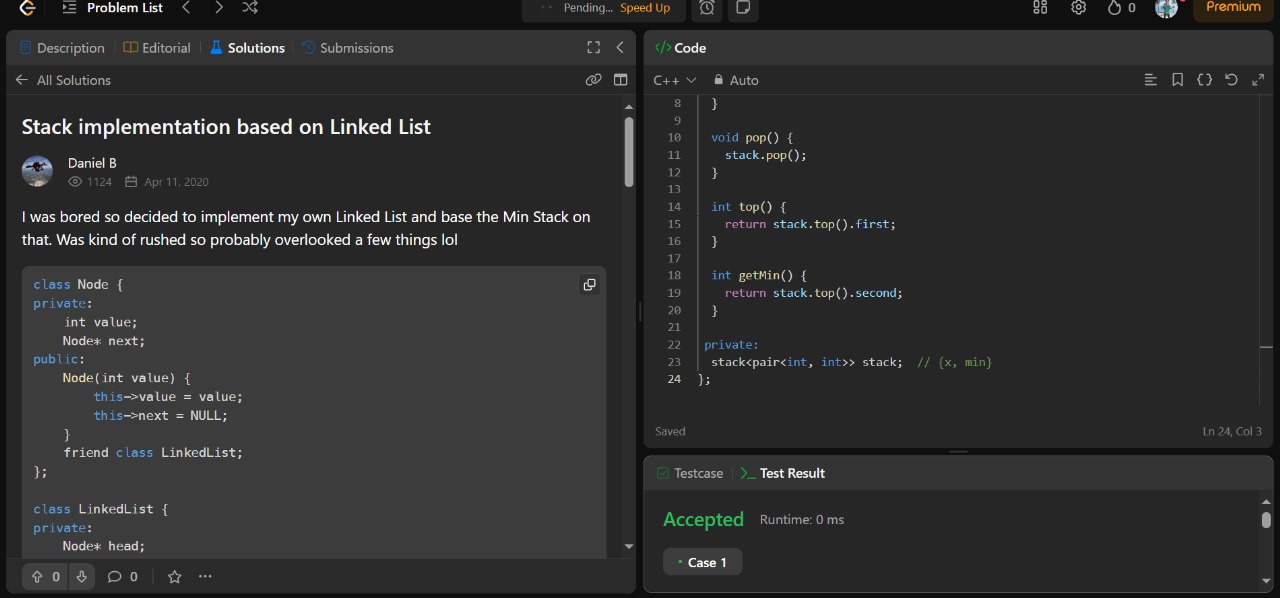 Problem List
Pending... Speed Up
0
Premium
Description
Editorial
Solutions
Submissions
All Solutions
Stack implementation based on Linked List
Daniel B
1124 Apr 11, 2020
I was bored so decided to implement my own Linked List and base the Min Stack on
that. Was kind of rushed so probably overlooked a few things lol
class Node {
private:
    int value;
    Node* next;
public:
    Node(int value) {
        this->value = value;
        this->next = NULL;
    }
    friend class LinkedList;
};
class LinkedList {
private:
    Node* head;
0
0
</> Code
C++ Auto
8 }
9
10 void pop() {
11 stack.pop();
12 }
13
14 int top() {
15 return stack.top().first;
16 }
17
18 int getMin() {
19 return stack.top().second;
20 }
21
22 private:
23 stack<pair<int, int>> stack;  // {x, min}
24 };
Saved
Ln 24, Col 3
Testcase
Test Result
Accepted Runtime: 0 ms
• Case 1